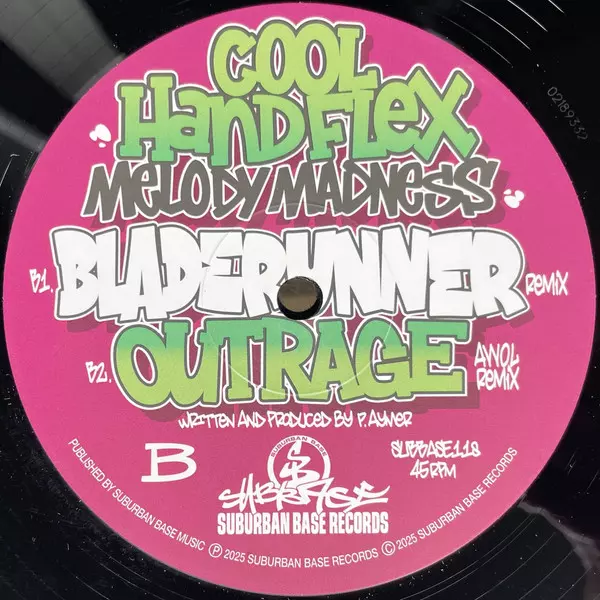 COOL
HAND FLEX
MELODY MADNESS
B1. BLADERUNNER REMIX
B2. OUTRAGE AWOL REMIX
WRITTEN AND PRODUCED BY P. AYMER
B
SUBURBAN BASE
SUBBASE
SUBURBAN BASE RECORDS
SUBBASE118
45 RPM
PUBLISHED BY SUBURBAN BASE MUSIC ℗ 2025 SUBURBAN BASE RECORDS © 2025 SUBURBAN BASE RECORDS
02189332